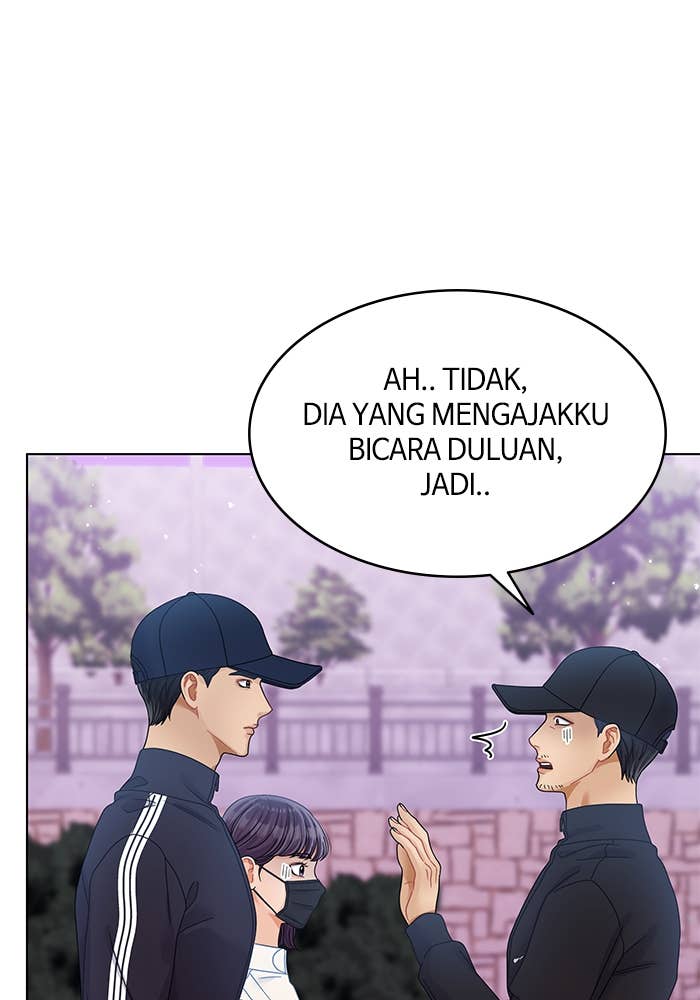 AH.. TIDAK,
DIA YANG MENGAJAKKU
BICARA DULUAN,
JADI..